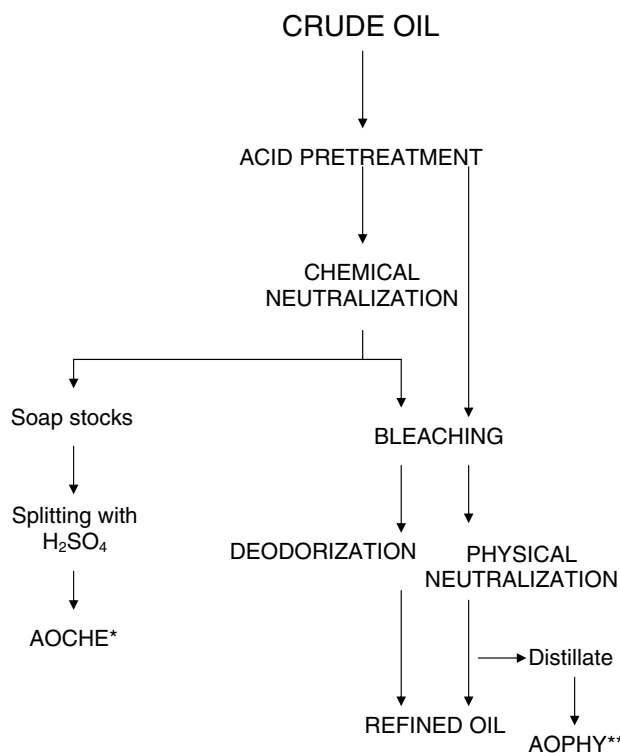 CRUDE OIL
ACID PRETREATMENT
CHEMICAL
NEUTRALIZATION
Soap stocks
BLEACHING
Splitting with
H₂SO₄
DEODORIZATION
PHYSICAL
NEUTRALIZATION
AOCHE*
Distillate
REFINED OIL
AOPHY**